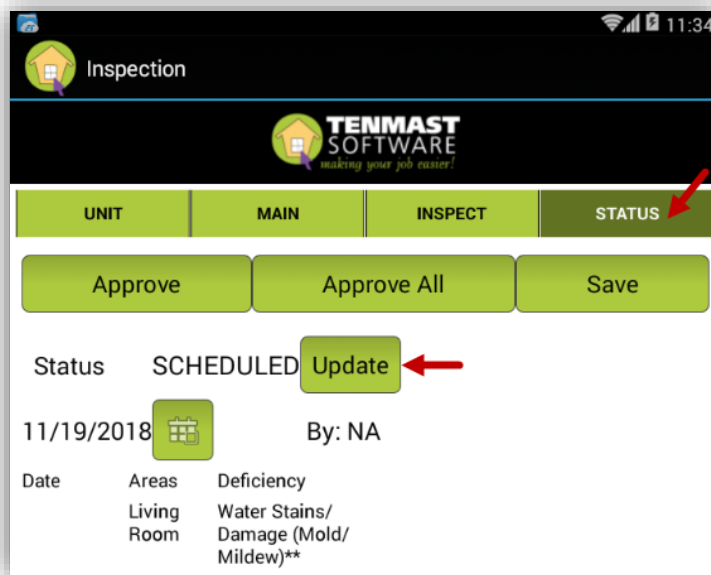 11:34
Inspection
TENMAST
SOFTWARE
making your job easier!
UNIT MAIN INSPECT STATUS
Approve Approve All Save
Status SCHEDULED Update
11/19/2018 By: NA
Date Areas Deficiency
Living Water Stains/
Room Damage (Mold/
Mildew)**